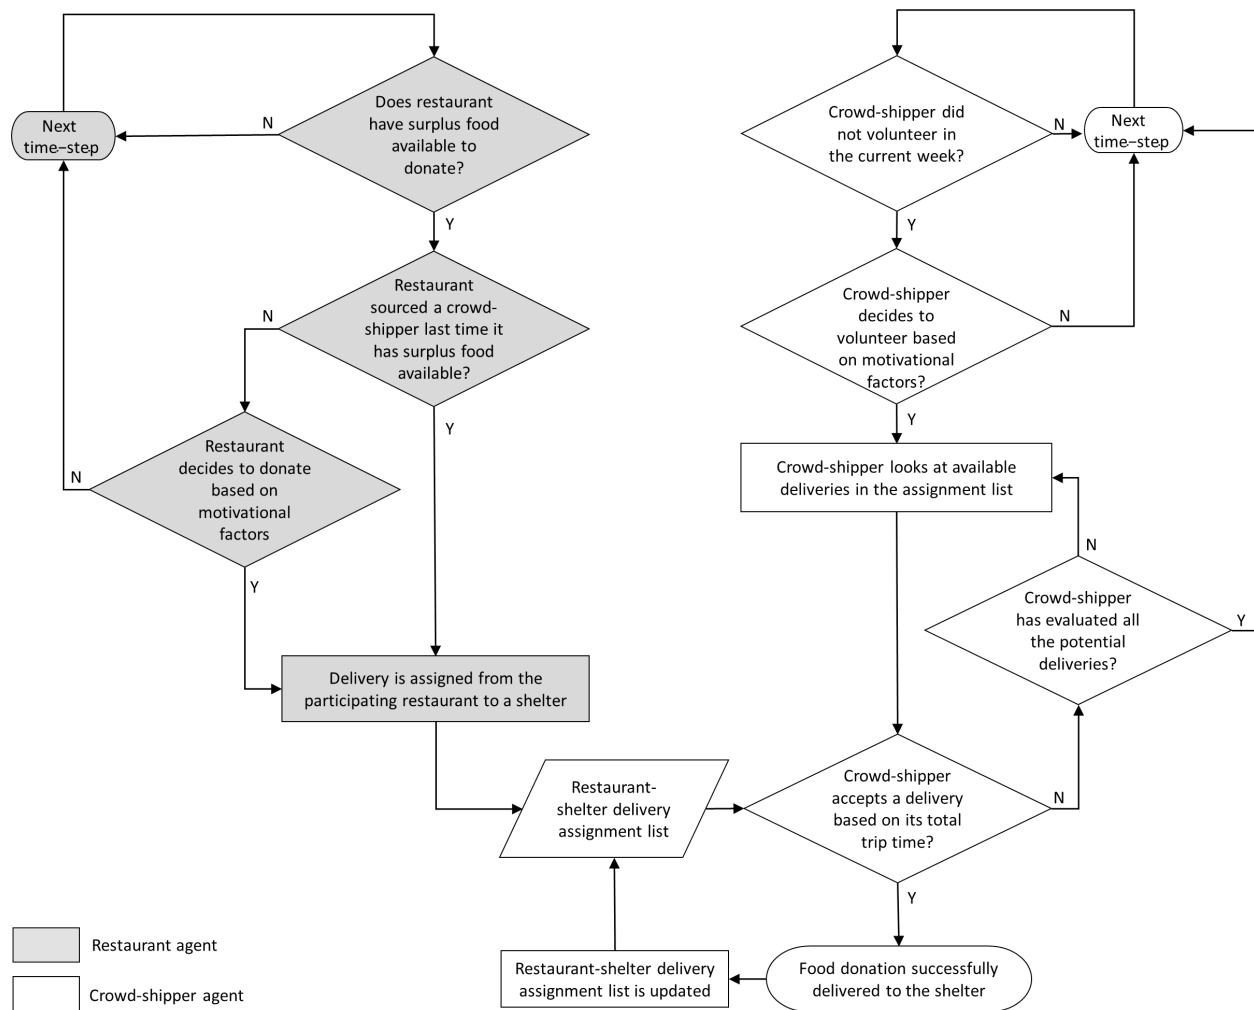 Does restaurant
have surplus food
available to
donate?
N
Next
time-step
Y
Restaurant
sourced a crowd-
shipper last time it
has surplus food
available?
N
Y
Restaurant
decides to donate
based on
motivational
factors
N
Y
Delivery is assigned from the
participating restaurant to a shelter
Restaurant-
shelter delivery
assignment list
Crowd-shipper did
not volunteer in
the current week?
N
Next
time-step
Y
Crowd-shipper
decides to
volunteer based
on motivational
factors?
N
Y
Crowd-shipper looks at available
deliveries in the assignment list
N
Crowd-shipper
has evaluated all
the potential
deliveries?
Y
Crowd-shipper
accepts a delivery
based on its total
trip time?
N
Y
Food donation successfully
delivered to the shelter
Restaurant-shelter delivery
assignment list is updated
Restaurant agent
Crowd-shipper agent